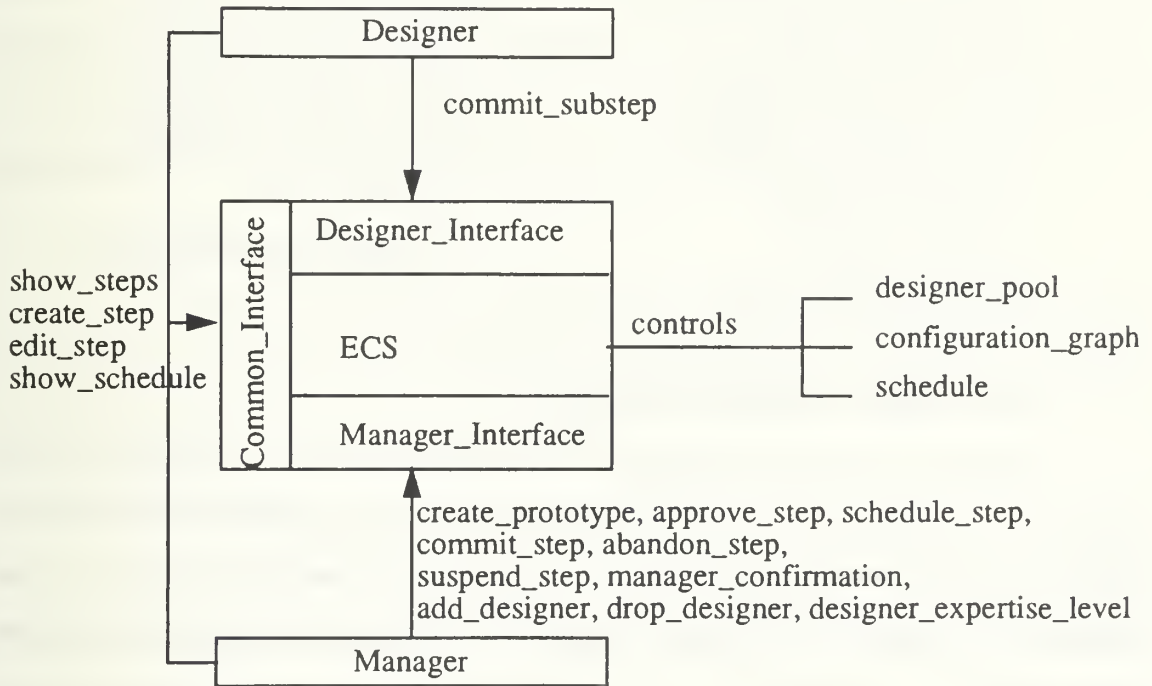 Designer
commit_substep
Common_Interface
Designer_Interface
show_steps
create_step
edit_step
show_schedule
ECS
controls
designer_pool
configuration_graph
schedule
Manager_Interface
create_prototype, approve_step, schedule_step,
commit_step, abandon_step,
suspend_step, manager_confirmation,
add_designer, drop_designer, designer_expertise_level
Manager